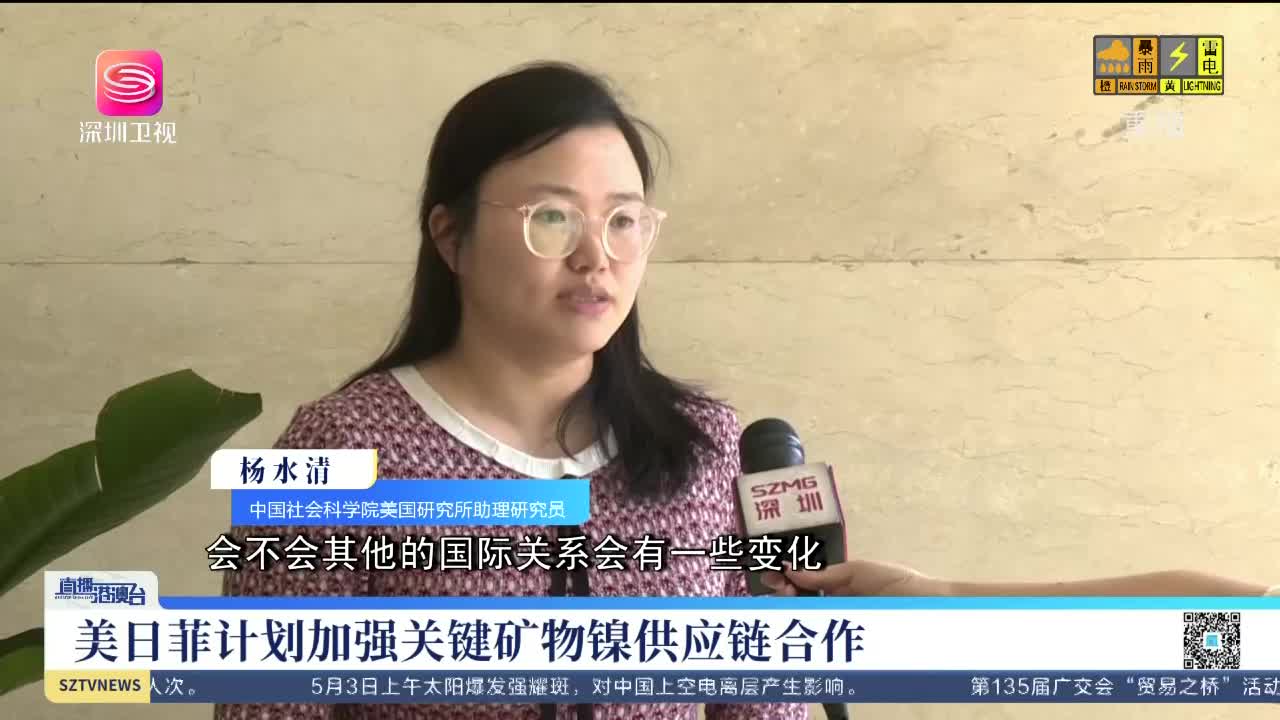 深圳卫视
暴雨
雷电
橙 RAIN STORM
黄 LIGHTNING
SZMG
深圳
杨水清
中国社会科学院美国研究所助理研究员
会不会其他的国际关系会有一些变化
直播港澳台
美日菲计划加强关键矿物镍供应链合作
SZTVNEWS
人次。 5月3日上午太阳爆发强耀斑，对中国上空电离层产生影响。 第135届广交会“贸易之桥”活动